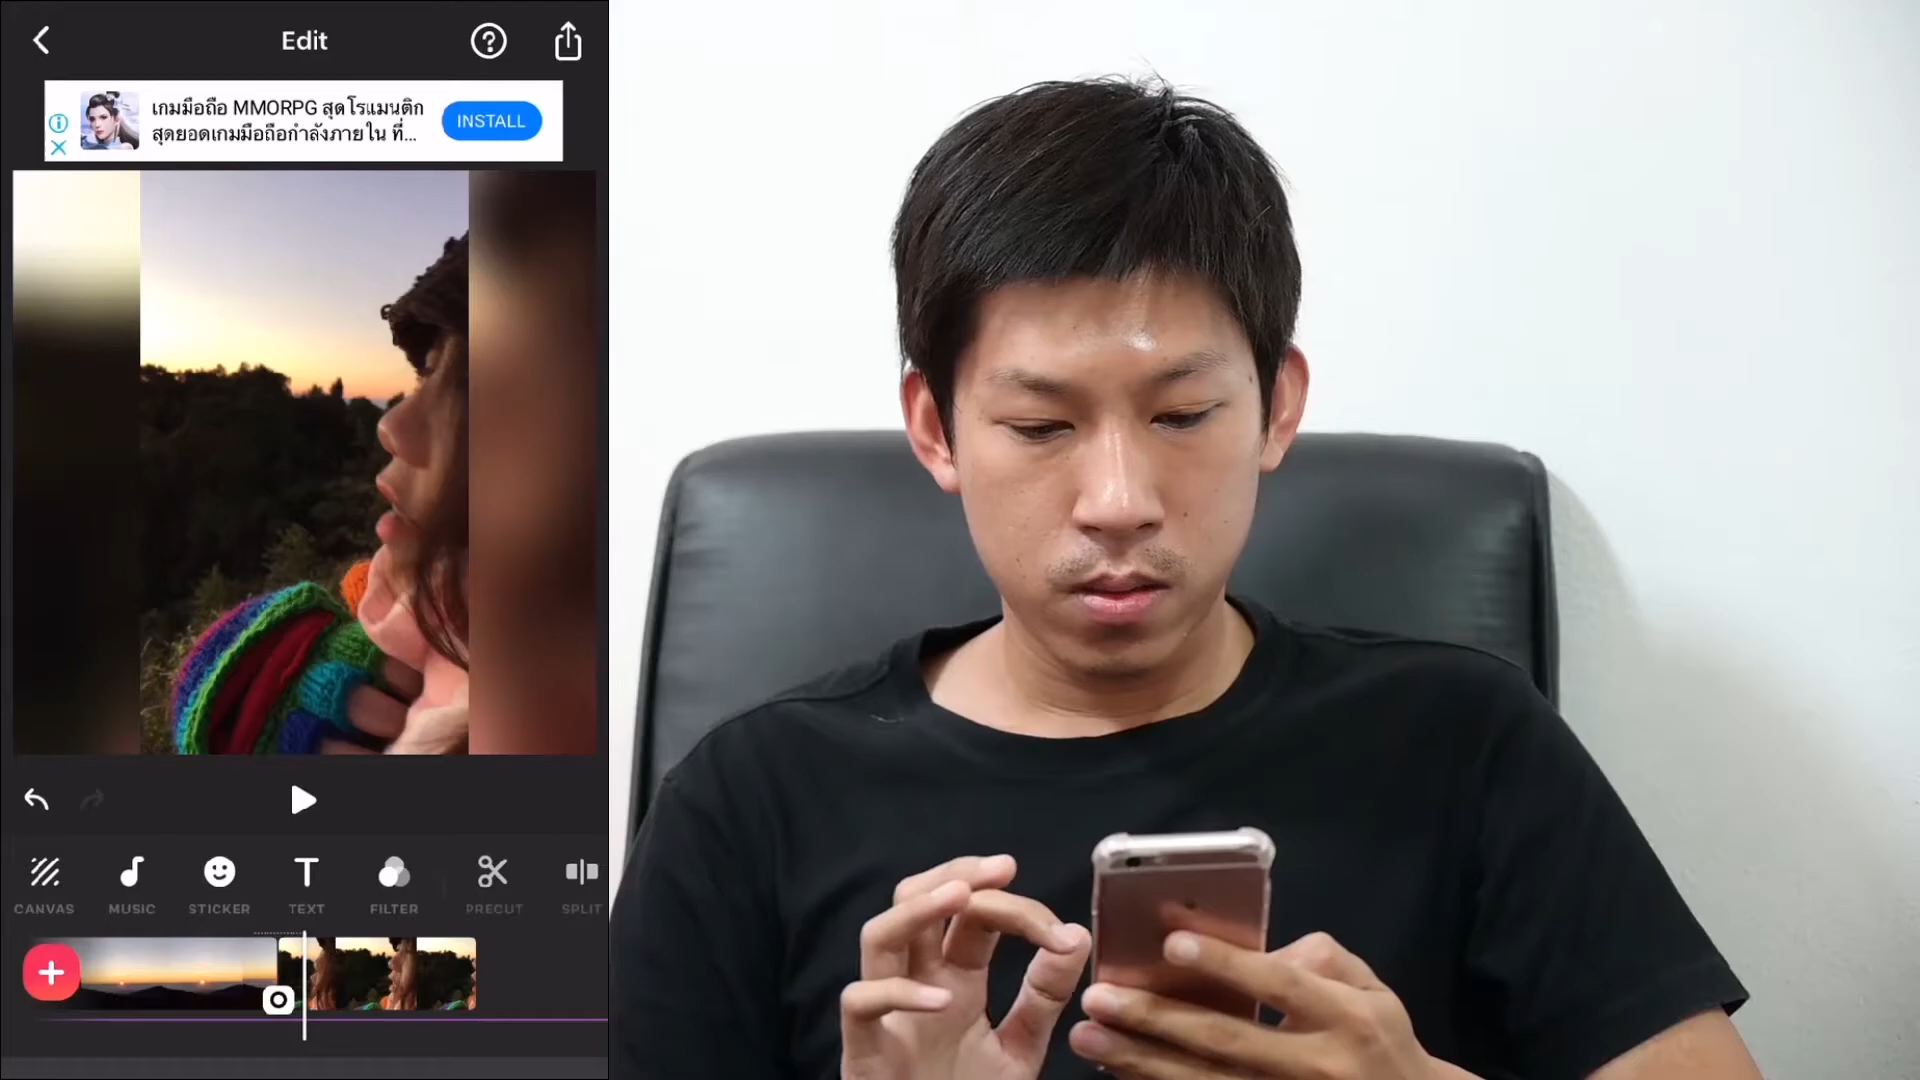 Edit
เกมมือถือ MMORPG สุดโรแมนติก
สุดยอดเกมมือถือกำลังภายใน ที่...
INSTALL
CANVAS
MUSIC
STICKER
TEXT
FILTER
PRECUT
SPLIT